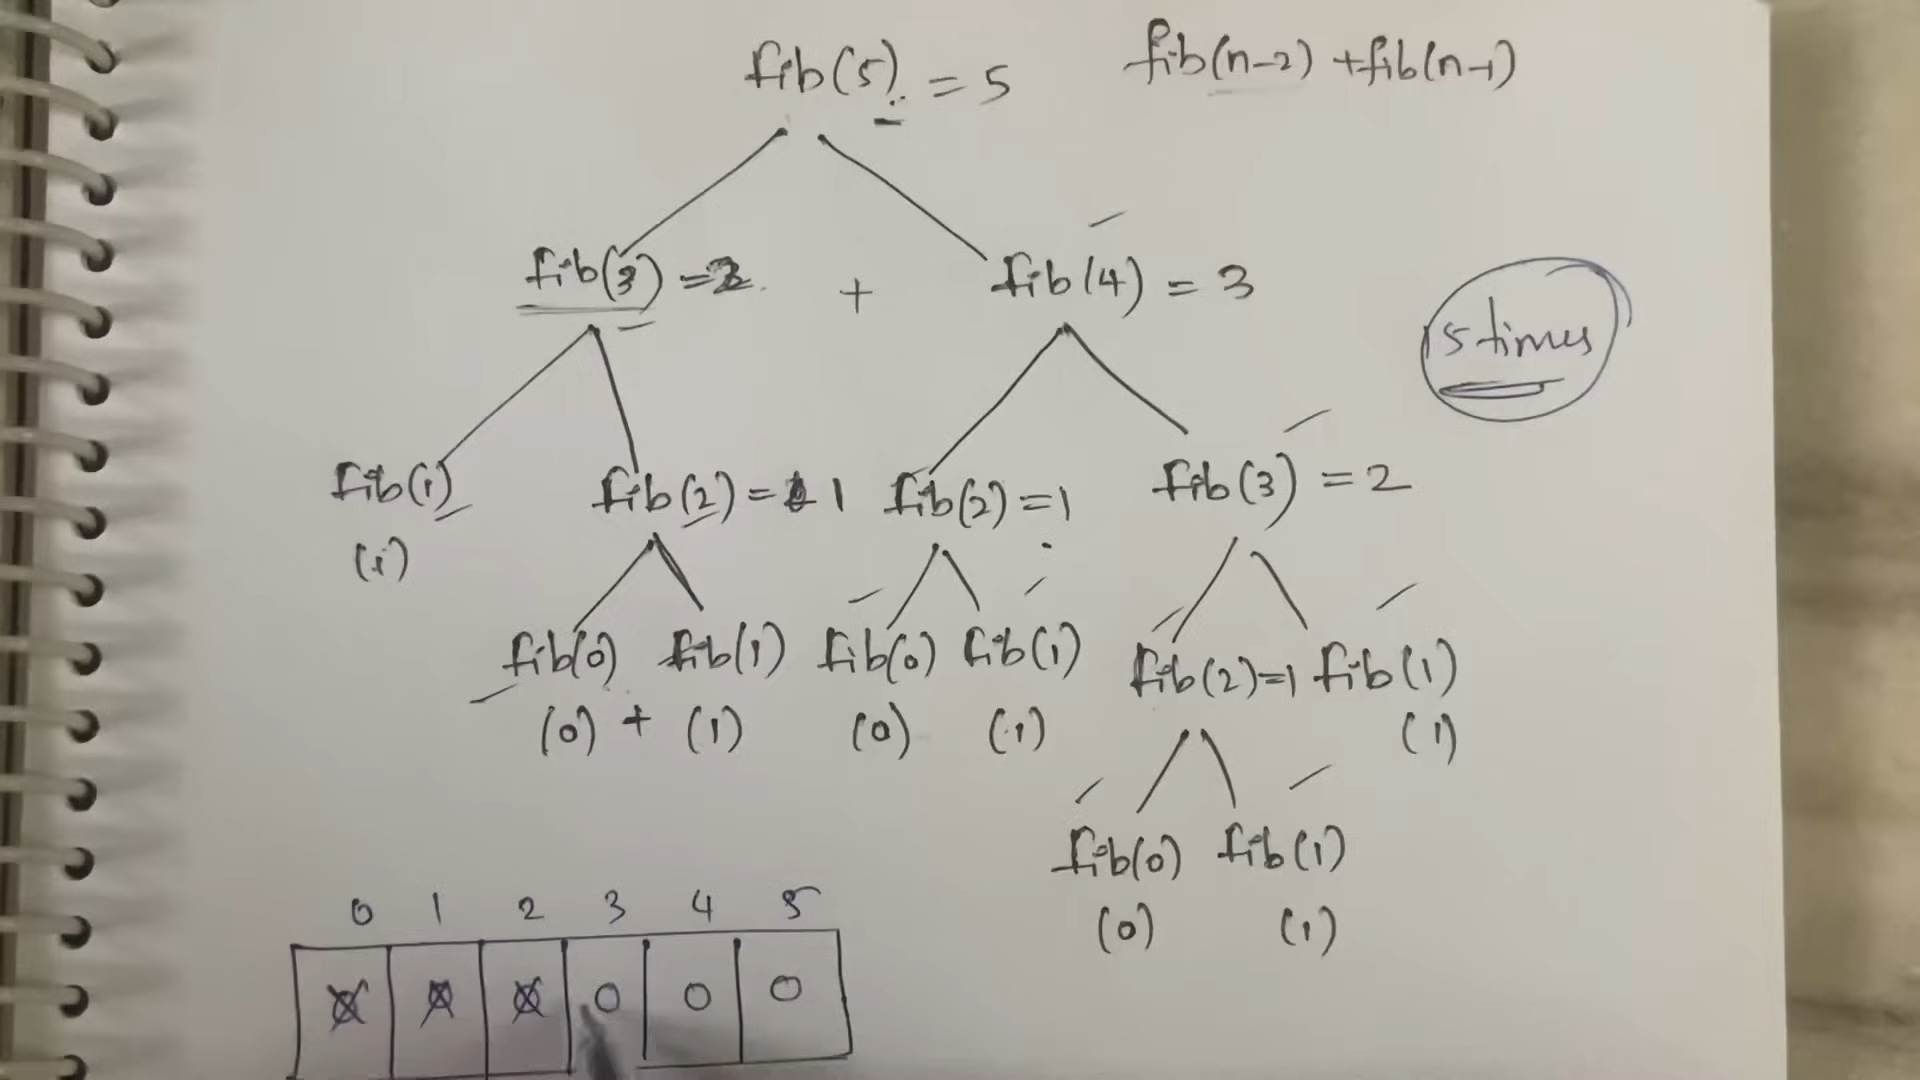 fib(5) = 5
fib(n-2) + fib(n-1)
fib(3) = 2
+
fib(4) = 3
15 times
fib(1)
fib(2) = 1
fib(2) = 1
fib(3) = 2
(1)
fib(0)
fib(1)
fib(0)
fib(1)
fib(2)=1
fib(1)
(0) + (1)
(0)
(1)
(1)
fib(0)
fib(1)
(0)
(1)
0 1 2 3 4 5
0 0 0